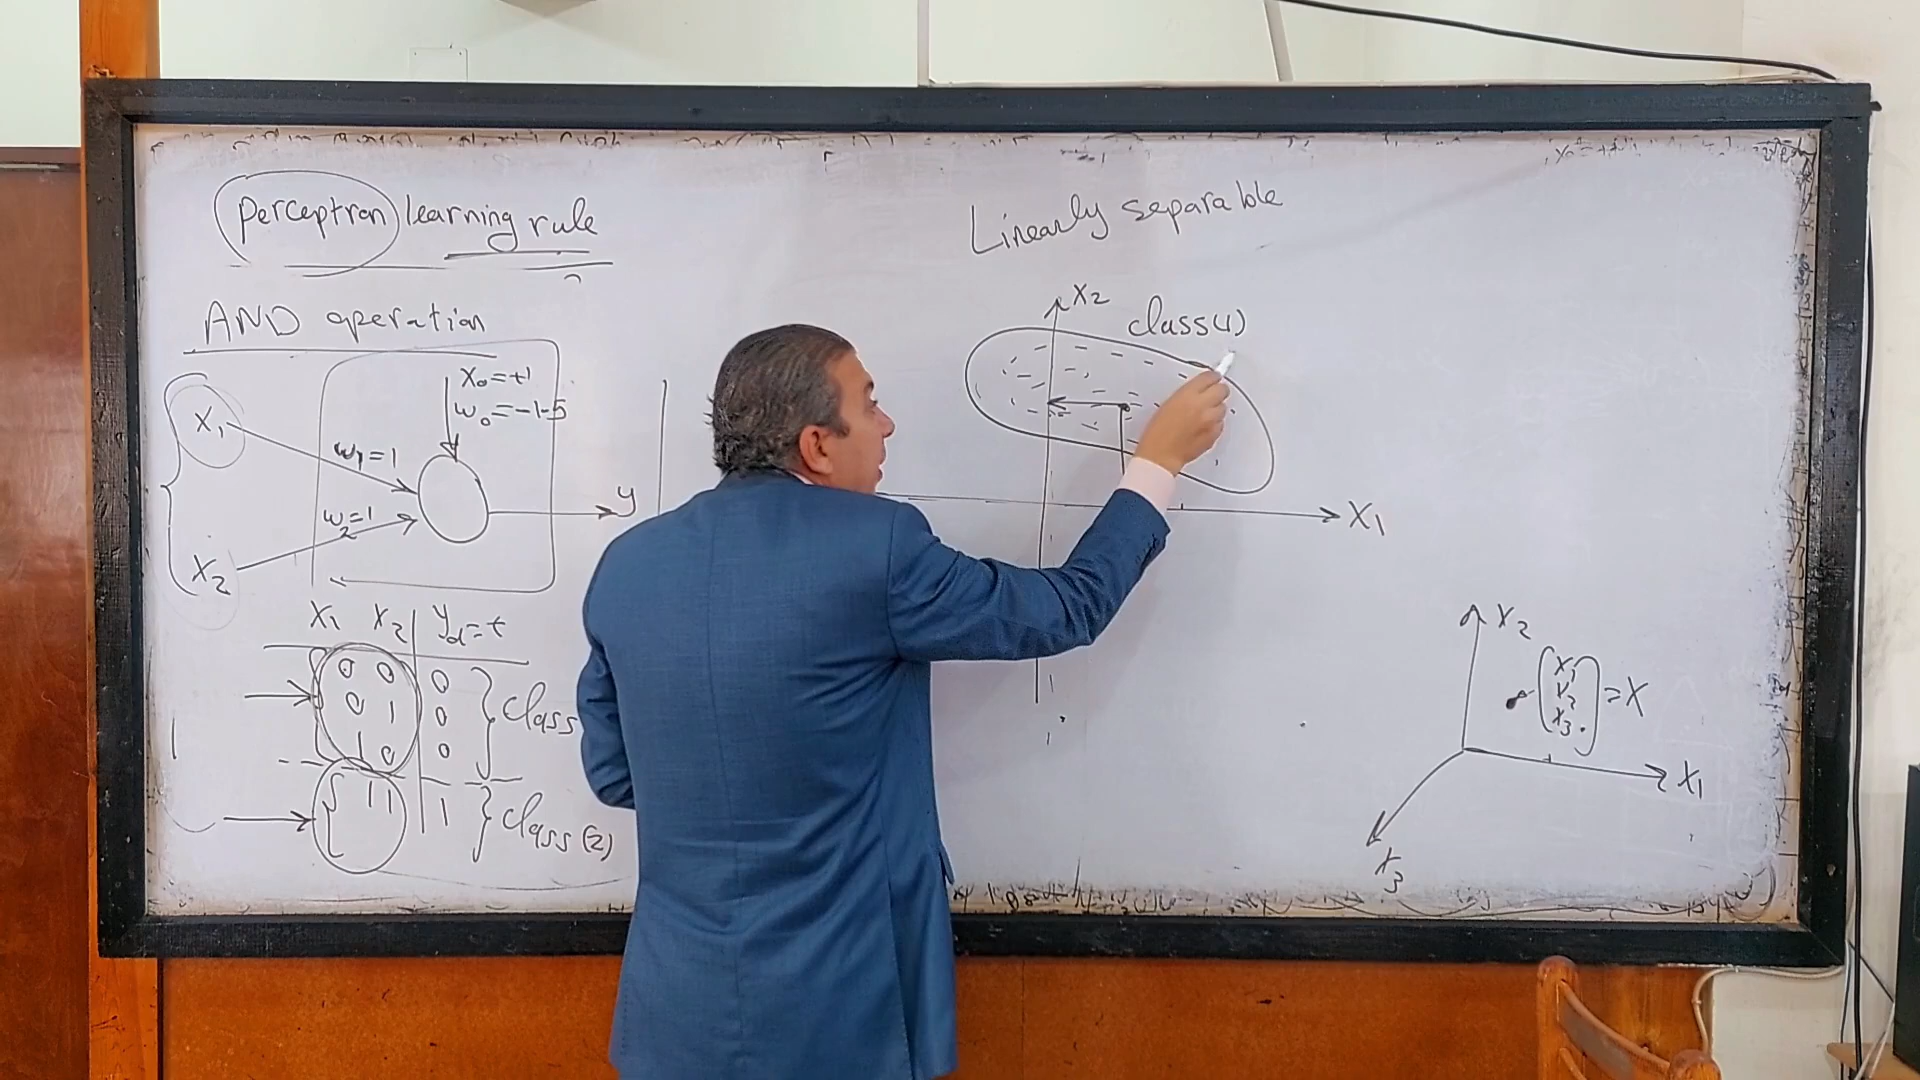 Perceptron learning rule
AND operation
X1
X2
w1=1
w2=1
X0=+1
w0=-1.5
y
X1 X2 yd=t
0 0 0
0 1 0
1 0 0
class
1 1 1
class (2)
Linearly separable
X2
class(1)
X1
X2
X1
X2
X3
=X
X1
X3